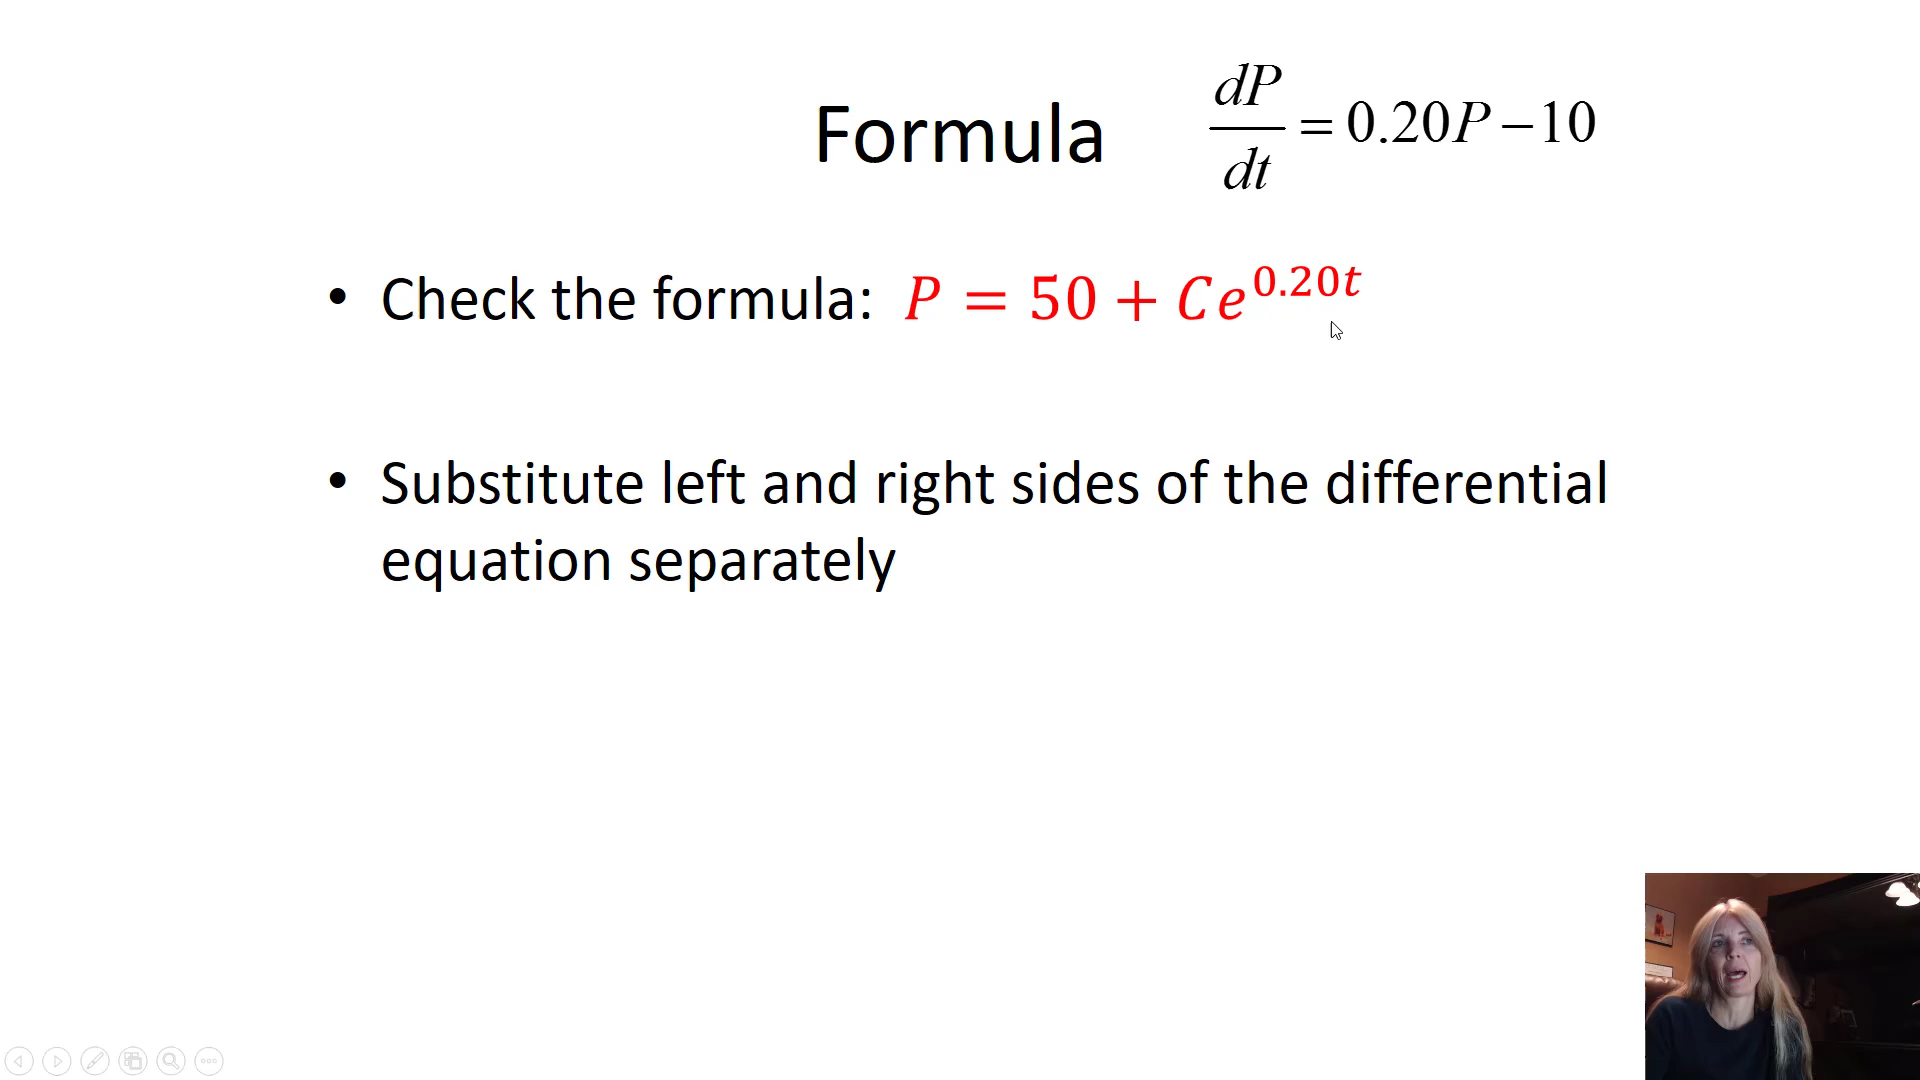 Formula
dP/dt = 0.20P − 10
• Check the formula: P = 50 + Ce^{0.20t}
• Substitute left and right sides of the differential
equation separately